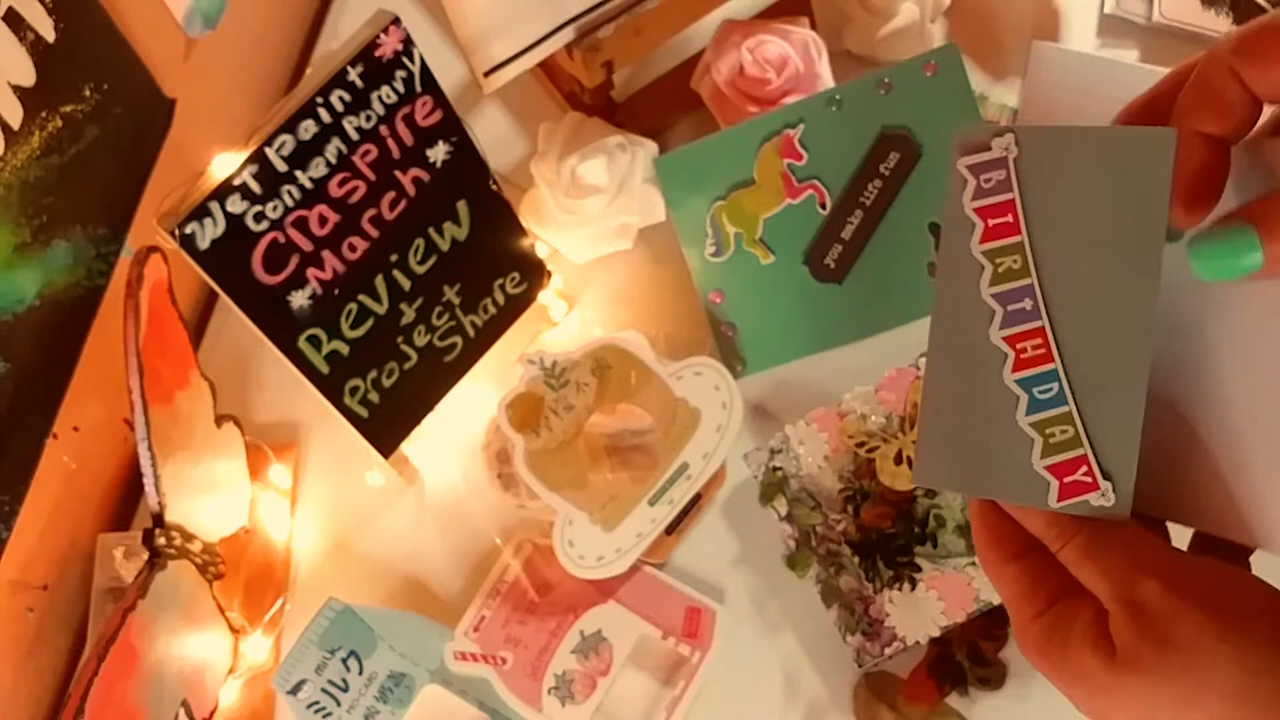 Wet paint
Contemporary
Craspire
*March*
Review
+
Project
Share
you make life fun
BIRTHDAY
milk
ミルク